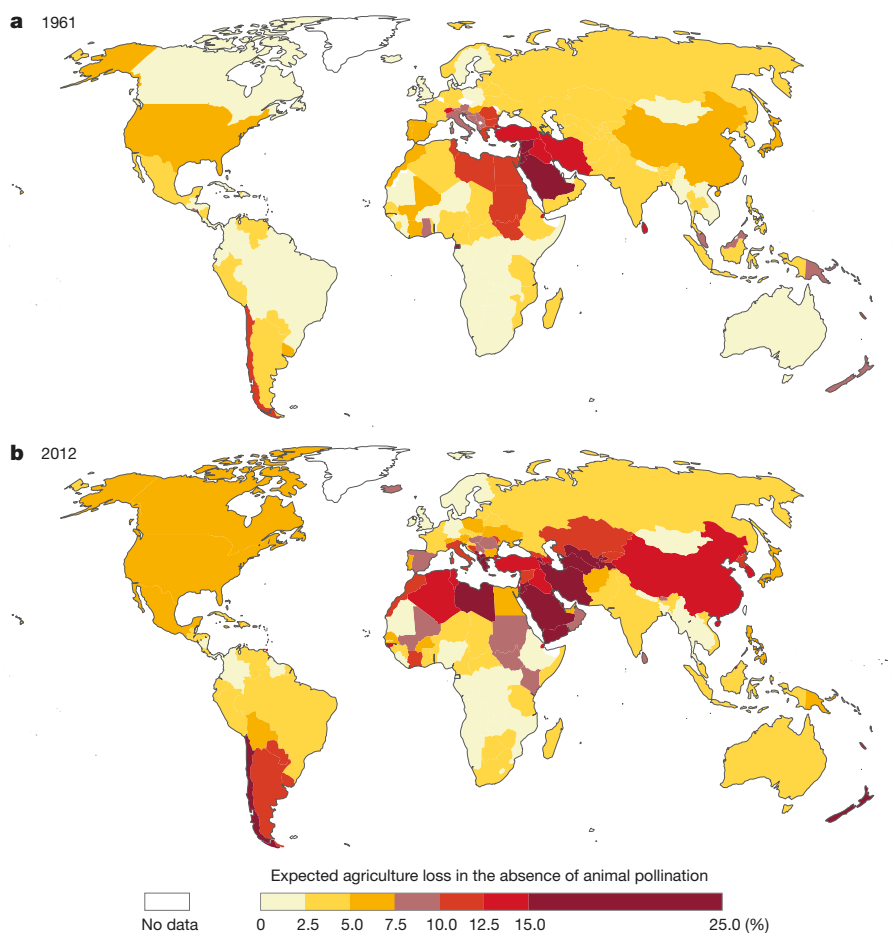 a 1961
b 2012
Expected agriculture loss in the absence of animal pollination
No data
0 2.5 5.0 7.5 10.0 12.5 15.0 25.0 (%)